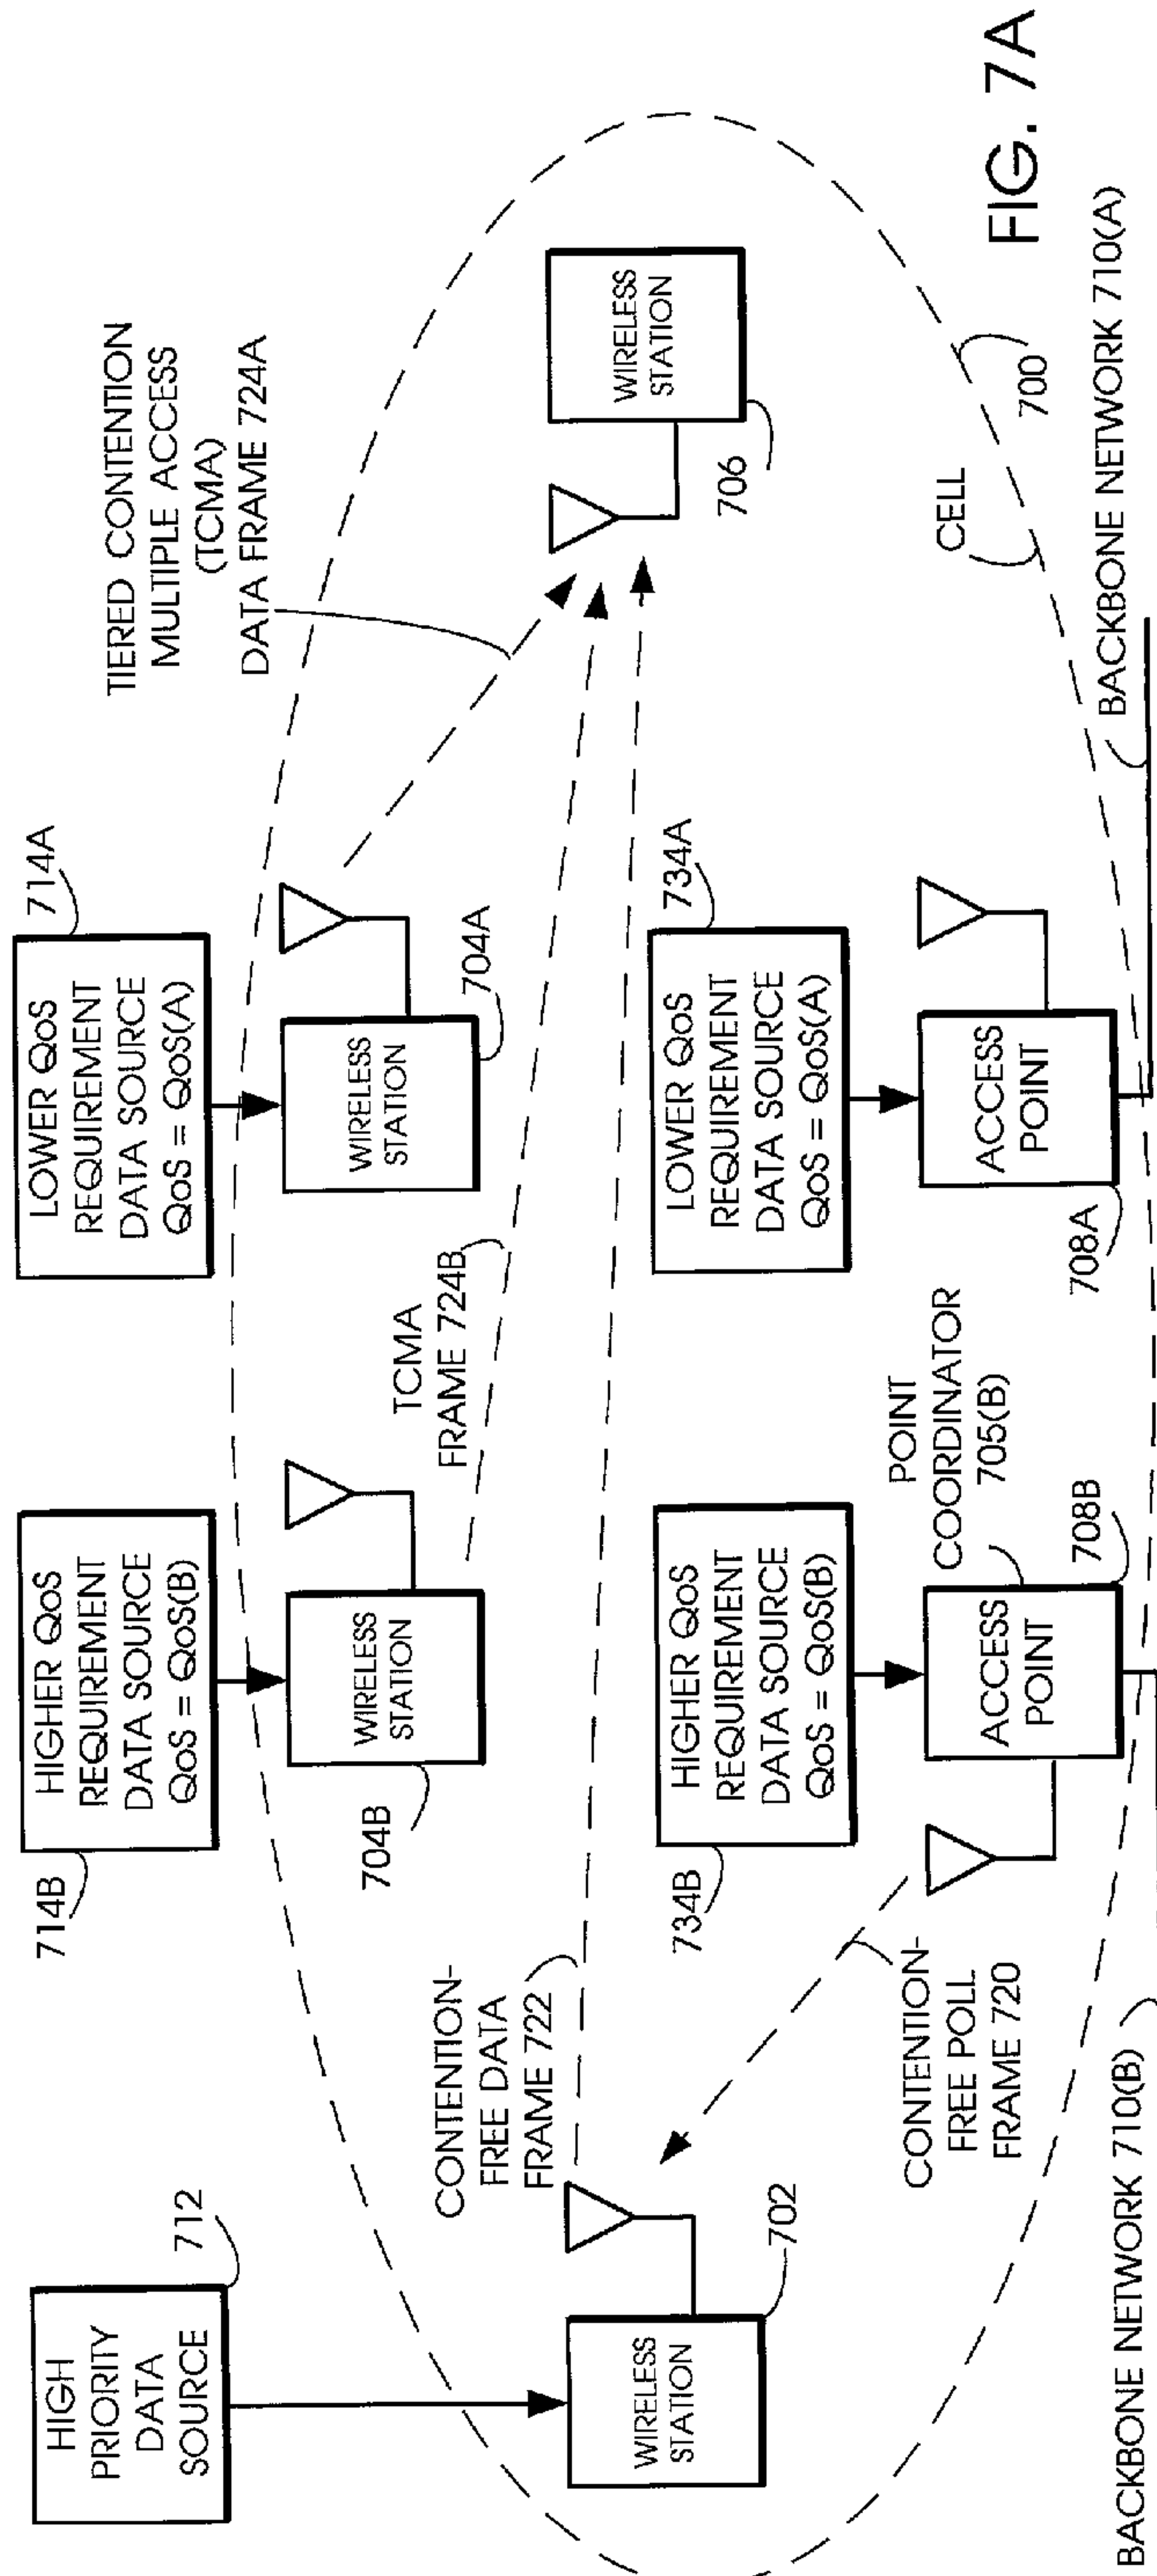 HIGH
PRIORITY
DATA
SOURCE
712
HIGHER QoS
REQUIREMENT
DATA SOURCE
QoS = QoS(B)
714B
LOWER QoS
REQUIREMENT
DATA SOURCE
QoS = QoS(A)
714A
TIERED CONTENTION
MULTIPLE ACCESS
(TCMA)
DATA FRAME 724A
WIRELESS
STATION
704B
WIRELESS
STATION
704A
TCMA
FRAME 724B
CONTENTION-
FREE DATA
FRAME 722
WIRELESS
STATION
702
WIRELESS
STATION
706
HIGHER QoS
REQUIREMENT
DATA SOURCE
QoS = QoS(B)
734B
LOWER QoS
REQUIREMENT
DATA SOURCE
QoS = QoS(A)
734A
CONTENTION-
FREE POLL
FRAME 720
POINT
COORDINATOR
705(B)
ACCESS
POINT
708B
ACCESS
POINT
708A
CELL
700
BACKBONE NETWORK 710(B)
BACKBONE NETWORK 710(A)
FIG. 7A